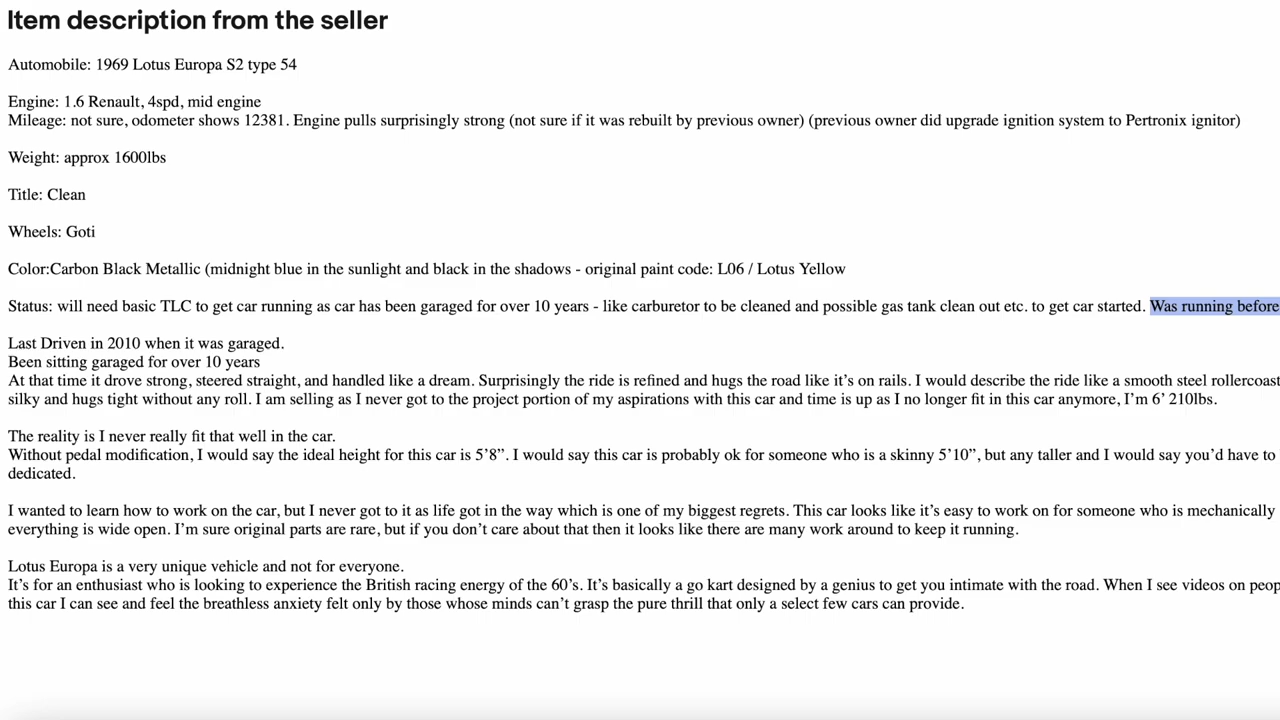 Item description from the seller
Automobile: 1969 Lotus Europa S2 type 54
Engine: 1.6 Renault, 4spd, mid engine
Mileage: not sure, odometer shows 12381. Engine pulls surprisingly strong (not sure if it was rebuilt by previous owner) (previous owner did upgrade ignition system to Pertronix ignitor)
Weight: approx 1600lbs
Title: Clean
Wheels: Goti
Color:Carbon Black Metallic (midnight blue in the sunlight and black in the shadows - original paint code: L06 / Lotus Yellow
Status: will need basic TLC to get car running as car has been garaged for over 10 years - like carburetor to be cleaned and possible gas tank clean out etc. to get car started. Was running before
Last Driven in 2010 when it was garaged.
Been sitting garaged for over 10 years
At that time it drove strong, steered straight, and handled like a dream. Surprisingly the ride is refined and hugs the road like it’s on rails. I would describe the ride like a smooth steel rollercoast
silky and hugs tight without any roll. I am selling as I never got to the project portion of my aspirations with this car and time is up as I no longer fit in this car anymore, I’m 6’ 210lbs.
The reality is I never really fit that well in the car.
Without pedal modification, I would say the ideal height for this car is 5’8”. I would say this car is probably ok for someone who is a skinny 5’10”, but any taller and I would say you’d have to
dedicated.
I wanted to learn how to work on the car, but I never got to it as life got in the way which is one of my biggest regrets. This car looks like it’s easy to work on for someone who is mechanically
everything is wide open. I’m sure original parts are rare, but if you don’t care about that then it looks like there are many work around to keep it running.
Lotus Europa is a very unique vehicle and not for everyone.
It’s for an enthusiast who is looking to experience the British racing energy of the 60’s. It’s basically a go kart designed by a genius to get you intimate with the road. When I see videos on peop
this car I can see and feel the breathless anxiety felt only by those whose minds can’t grasp the pure thrill that only a select few cars can provide.